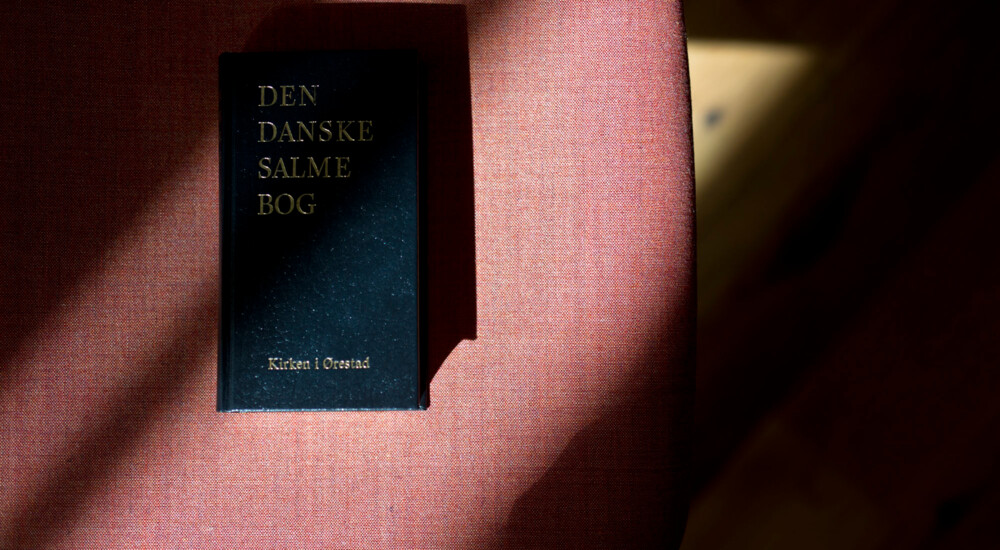 DEN
DANSKE
SALME
BOG
Kirken i Ørestad